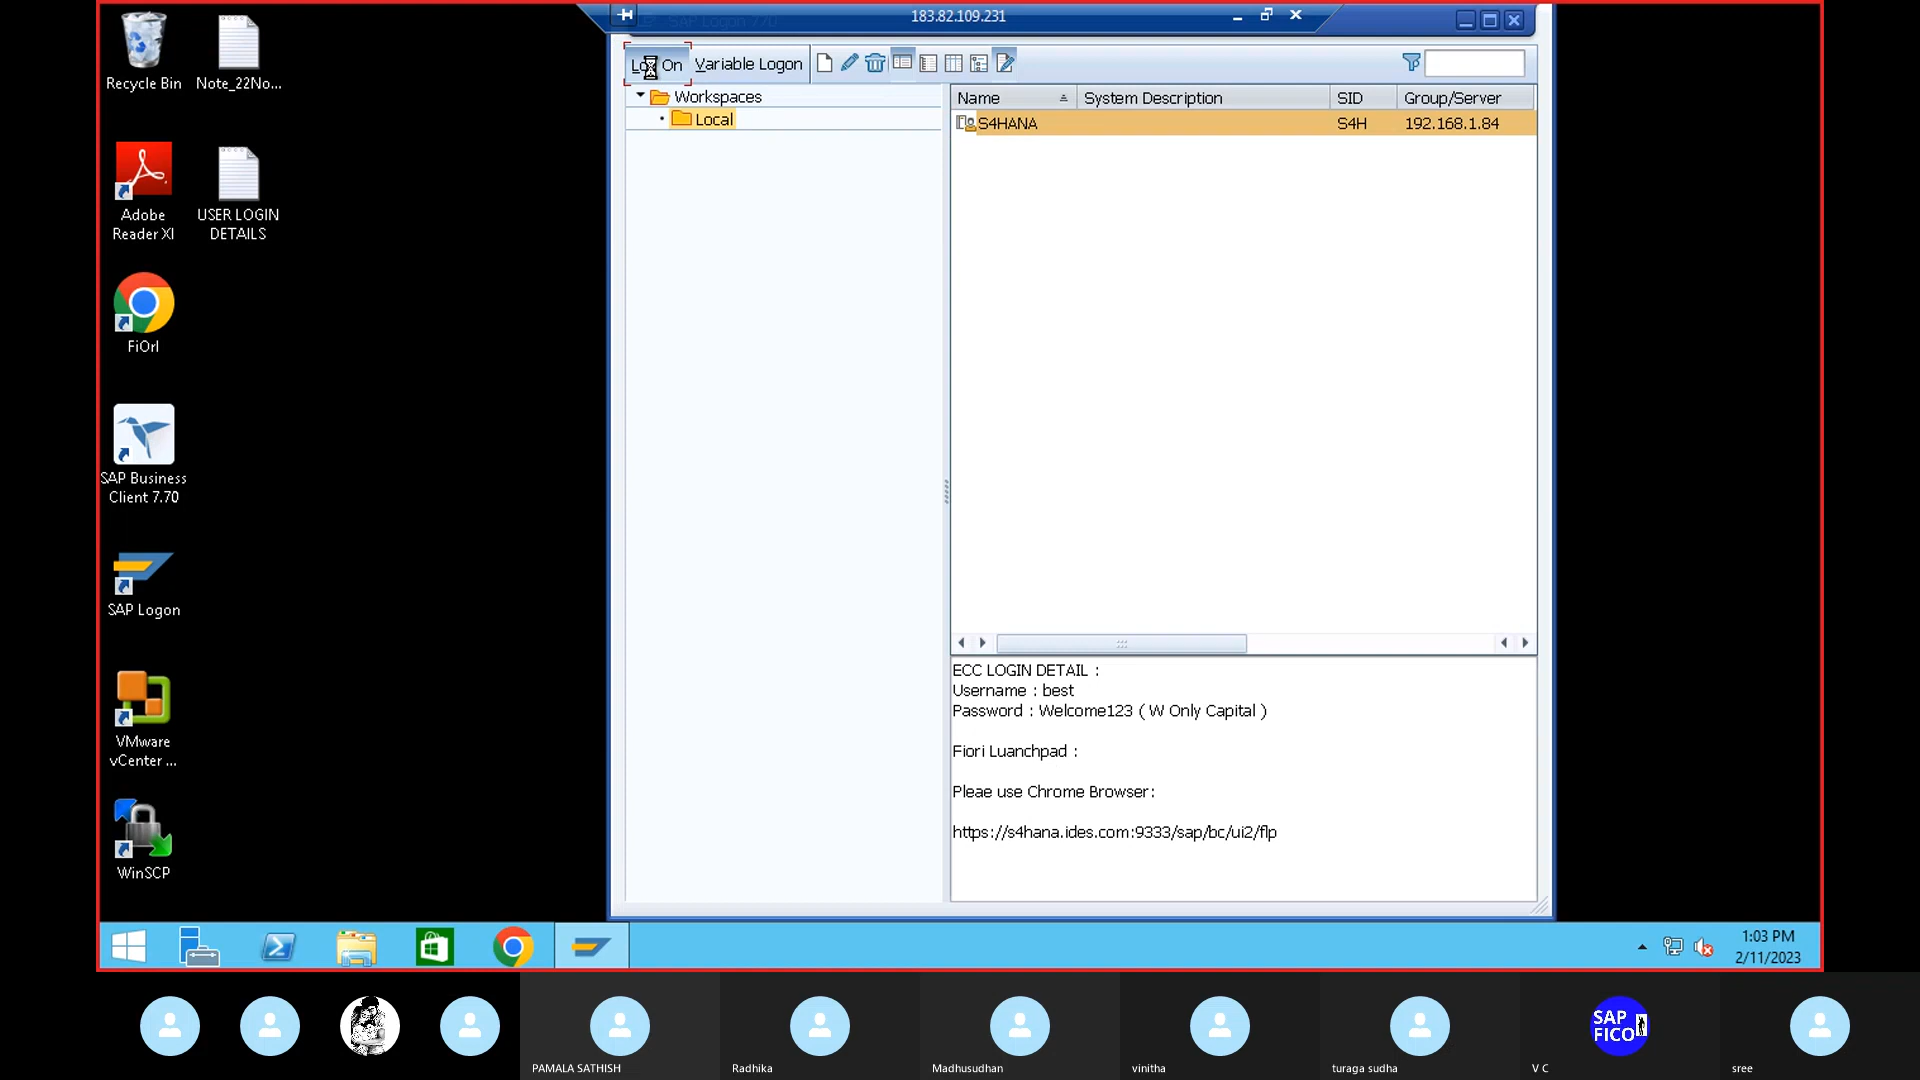 183.82.109.231
Recycle Bin
Note_22No...
Adobe
Reader XI
USER LOGIN
DETAILS
FiOrI
SAP Business
Client 7.70
SAP Logon
VMware
vCenter ...
WinSCP
SAP Logon 770
Log On
Variable Logon
Workspaces
Local
Name
System Description
SID
Group/Server
S4HANA
S4H
192.168.1.84
ECC LOGIN DETAIL :
Username : best
Password : Welcome123 ( W Only Capital )
Fiori Luanchpad :
Pleae use Chrome Browser:
https://s4hana.ides.com:9333/sap/bc/ui2/flp
1:03 PM
2/11/2023
PAMALA SATHISH
Radhika
Madhusudhan
vinitha
turaga sudha
SAP
FICO
V C
sree